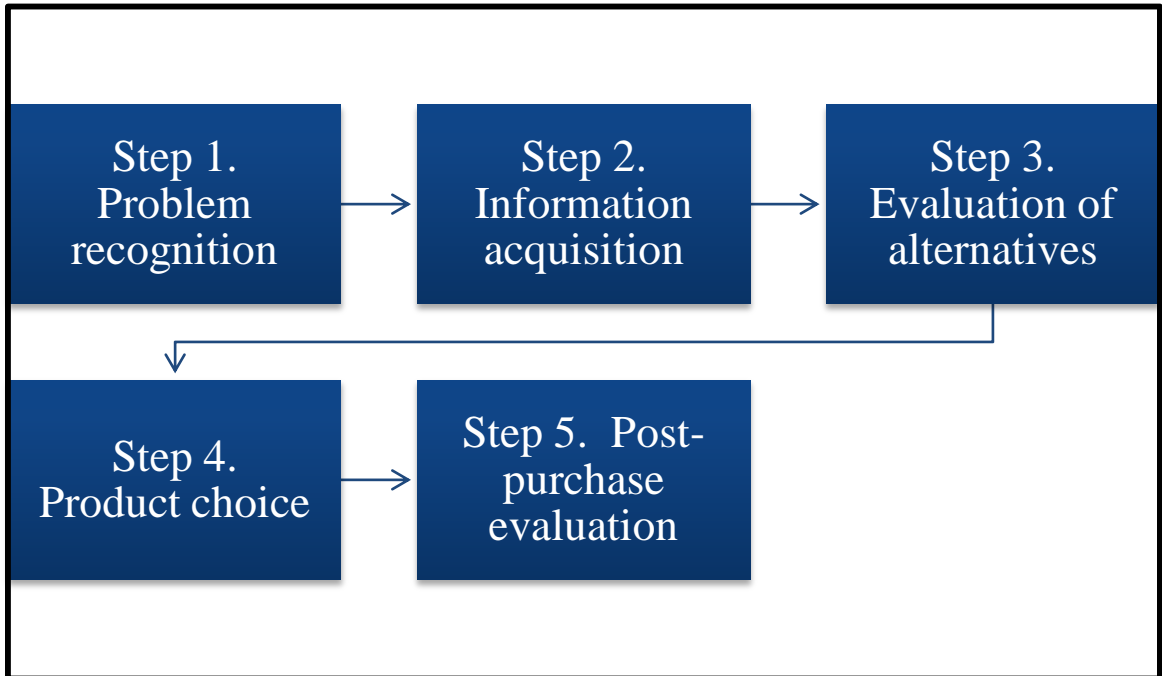 Step 1.
Problem
recognition
Step 2.
Information
acquisition
Step 3.
Evaluation of
alternatives
Step 4.
Product choice
Step 5.  Post-
purchase
evaluation